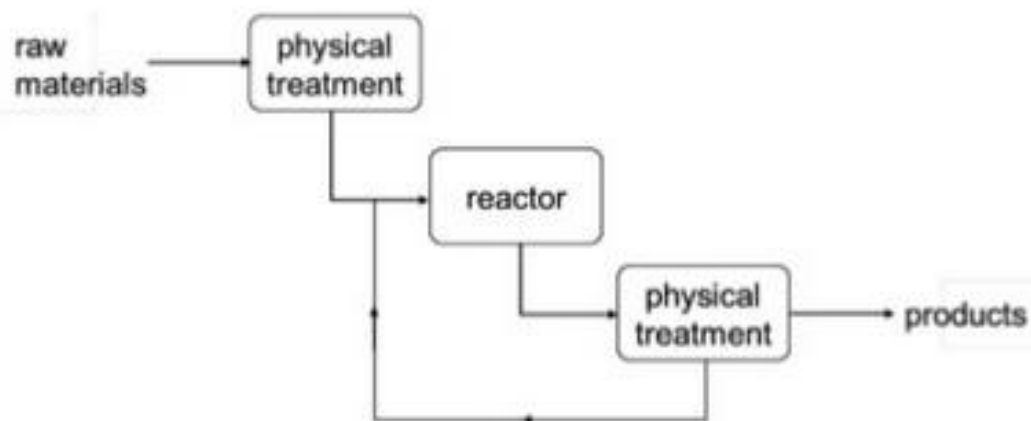 raw
materials
physical
treatment
reactor
physical
treatment
products